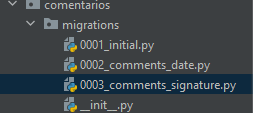 comentarios
migrations
0001_initial.py
0002_comments_date.py
0003_comments_signature.py
__init__.py